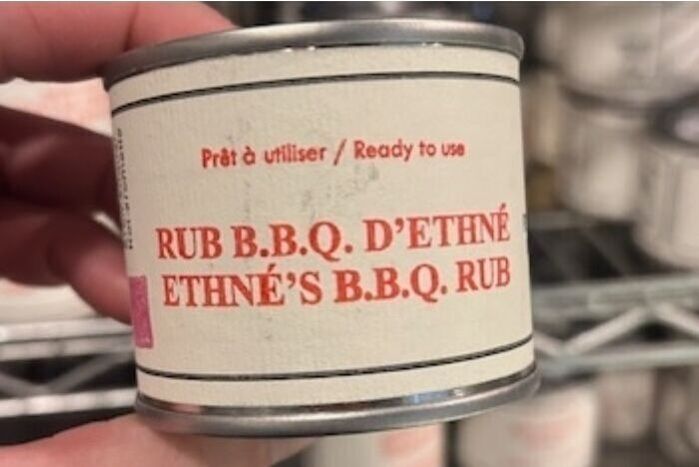 Prêt à utiliser / Ready to use
RUB B.B.Q. D'ETHNÉ
ETHNÉ'S B.B.Q. RUB